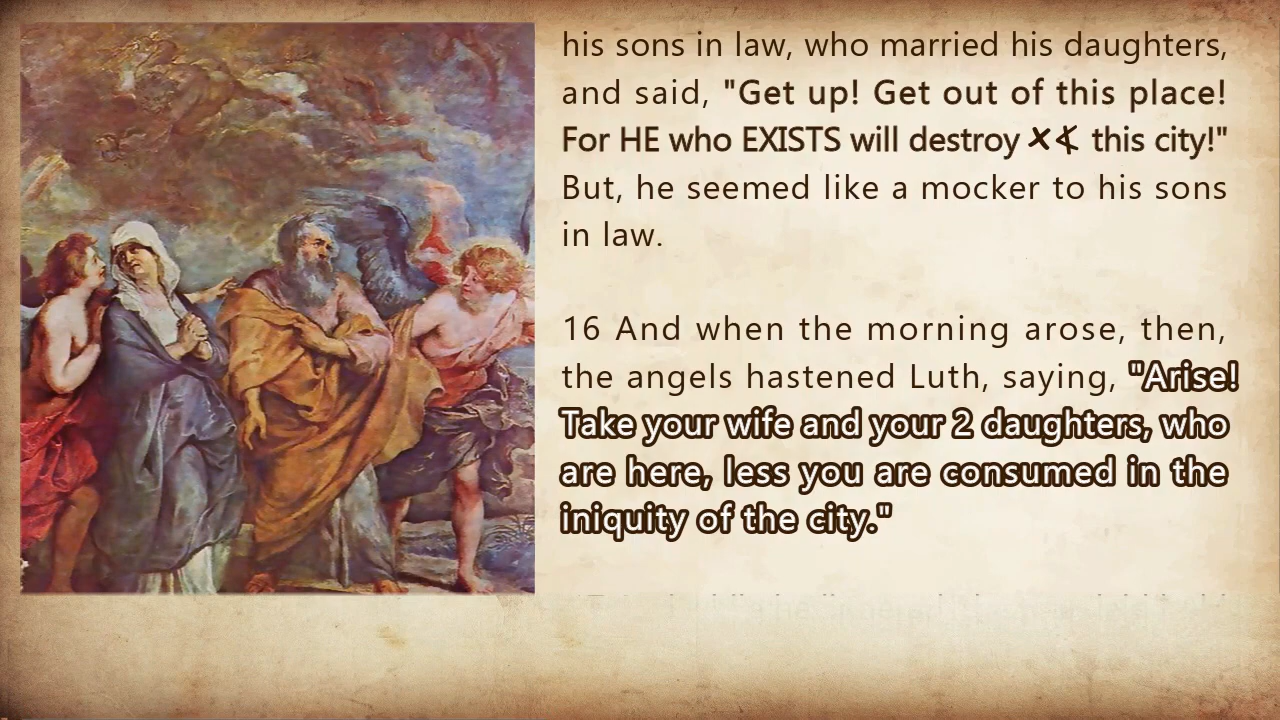 his sons in law, who married his daughters,
and said, "Get up! Get out of this place!
For HE who EXISTS will destroy 𐤕𐤀 this city!"
But, he seemed like a mocker to his sons
in law.
16 And when the morning arose, then,
the angels hastened Luth, saying, "Arise!
Take your wife and your 2 daughters, who
are here, less you are consumed in the
iniquity of the city."